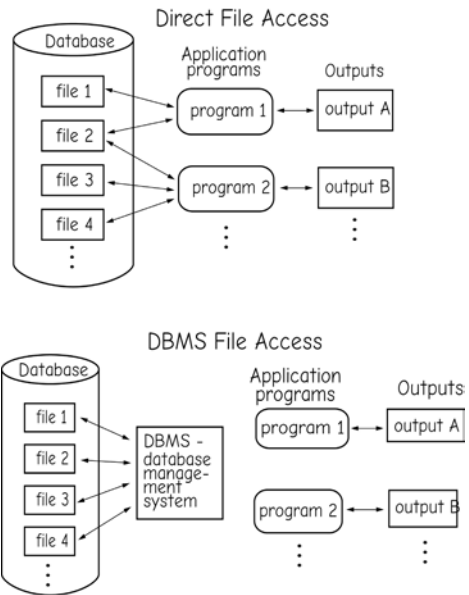 Direct File Access
Database
Application
programs
Outputs
file 1
program 1
output A
file 2
file 3
program 2
output B
file 4
DBMS File Access
Database
Application
programs
Outputs
file 1
program 1
output A
DBMS -
database
manage-
ment
system
file 2
file 3
program 2
output B
file 4